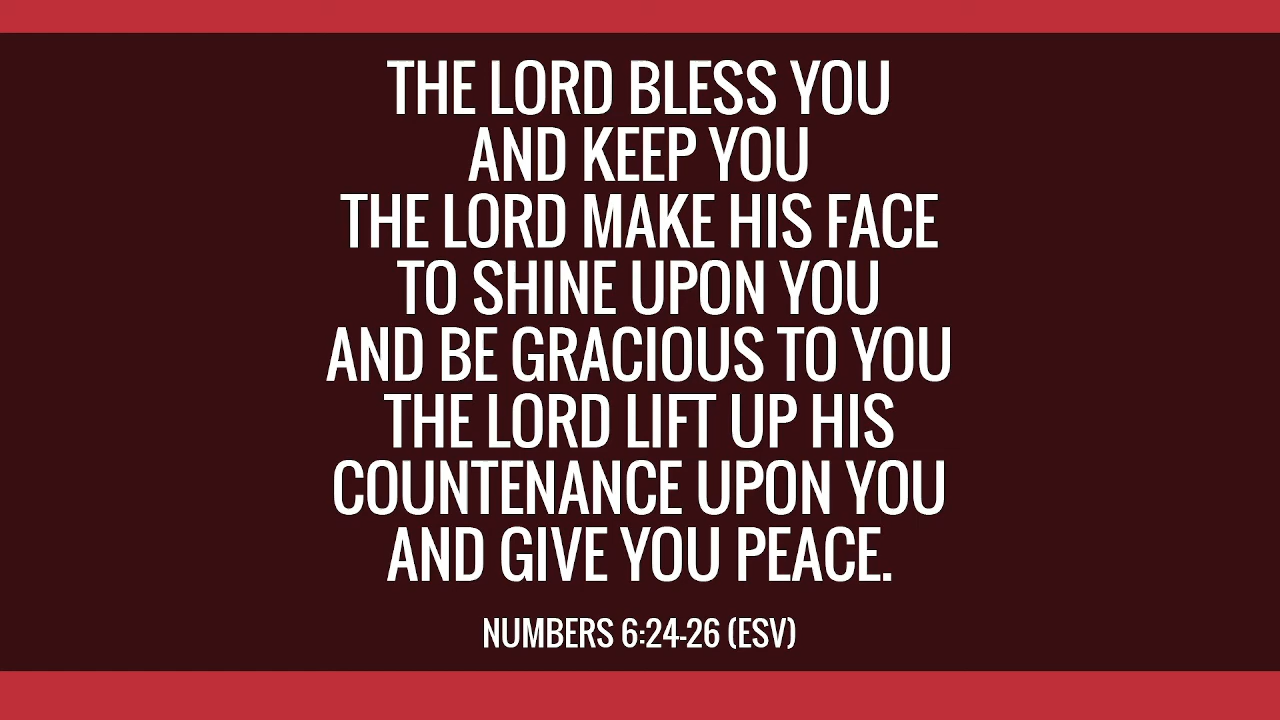 THE LORD BLESS YOU
AND KEEP YOU
THE LORD MAKE HIS FACE
TO SHINE UPON YOU
AND BE GRACIOUS TO YOU
THE LORD LIFT UP HIS
COUNTENANCE UPON YOU
AND GIVE YOU PEACE.
NUMBERS 6:24-26 (ESV)